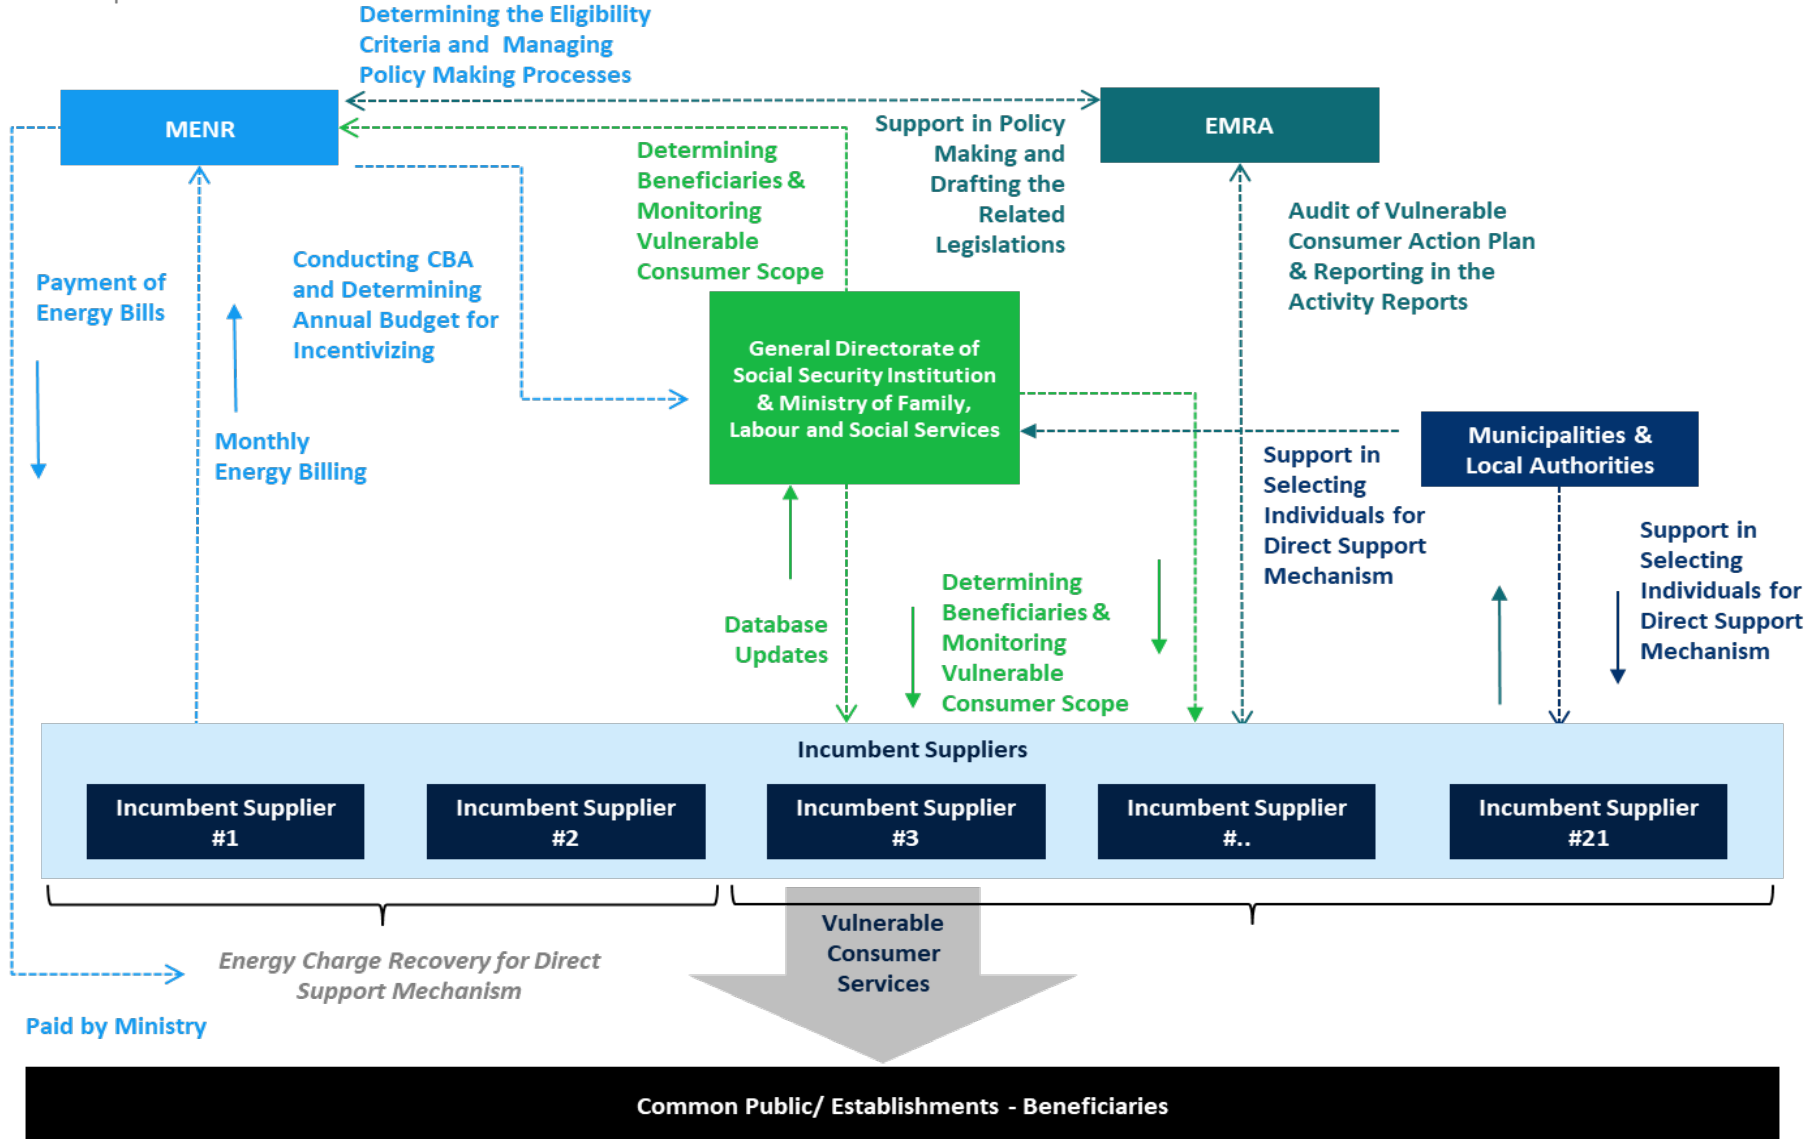 Determining the Eligibility
Criteria and Managing
Policy Making Processes
MENR
EMRA
Support in Policy
Making and
Drafting the
Related
Legislations
Determining
Beneficiaries &
Monitoring
Vulnerable
Consumer Scope
Audit of Vulnerable
Consumer Action Plan
& Reporting in the
Activity Reports
Payment of
Energy Bills
Conducting CBA
and Determining
Annual Budget for
Incentivizing
General Directorate of
Social Security Institution
& Ministry of Family,
Labour and Social Services
Monthly
Energy Billing
Municipalities &
Local Authorities
Support in
Selecting
Individuals for
Direct Support
Mechanism
Support in
Selecting
Individuals for
Direct Support
Mechanism
Database
Updates
Determining
Beneficiaries &
Monitoring
Vulnerable
Consumer Scope
Incumbent Suppliers
Incumbent Supplier
#1
Incumbent Supplier
#2
Incumbent Supplier
#3
Incumbent Supplier
#..
Incumbent Supplier
#21
Vulnerable
Consumer
Services
Energy Charge Recovery for Direct
Support Mechanism
Paid by Ministry
Common Public/ Establishments - Beneficiaries